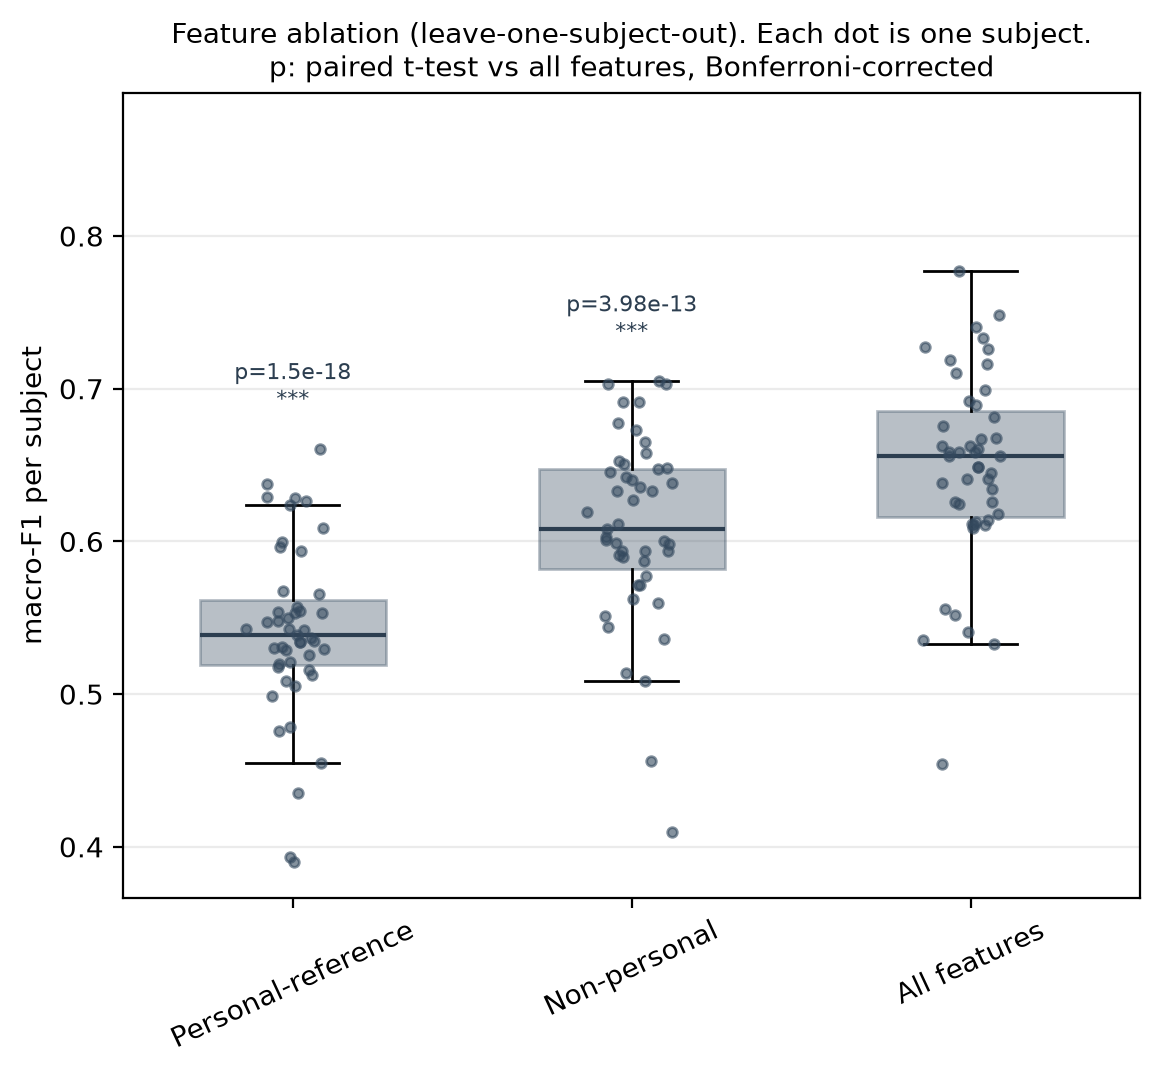 Feature ablation (leave-one-subject-out). Each dot is one subject.
p: paired t-test vs all features, Bonferroni-corrected
macro-F1 per subject
0.8
0.7
0.6
0.5
0.4
p=1.5e-18
***
p=3.98e-13
***
Personal-reference
Non-personal
All features